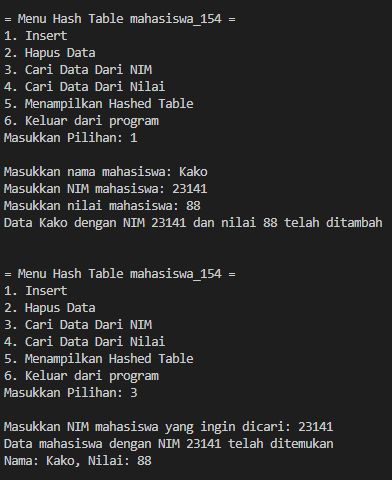 = Menu Hash Table mahasiswa_154 =
1. Insert
2. Hapus Data
3. Cari Data Dari NIM
4. Cari Data Dari Nilai
5. Menampilkan Hashed Table
6. Keluar dari program
Masukkan Pilihan: 1
Masukkan nama mahasiswa: Kako
Masukkan NIM mahasiswa: 23141
Masukkan nilai mahasiswa: 88
Data Kako dengan NIM 23141 dan nilai 88 telah ditambah
= Menu Hash Table mahasiswa_154 =
1. Insert
2. Hapus Data
3. Cari Data Dari NIM
4. Cari Data Dari Nilai
5. Menampilkan Hashed Table
6. Keluar dari program
Masukkan Pilihan: 3
Masukkan NIM mahasiswa yang ingin dicari: 23141
Data mahasiswa dengan NIM 23141 telah ditemukan
Nama: Kako, Nilai: 88